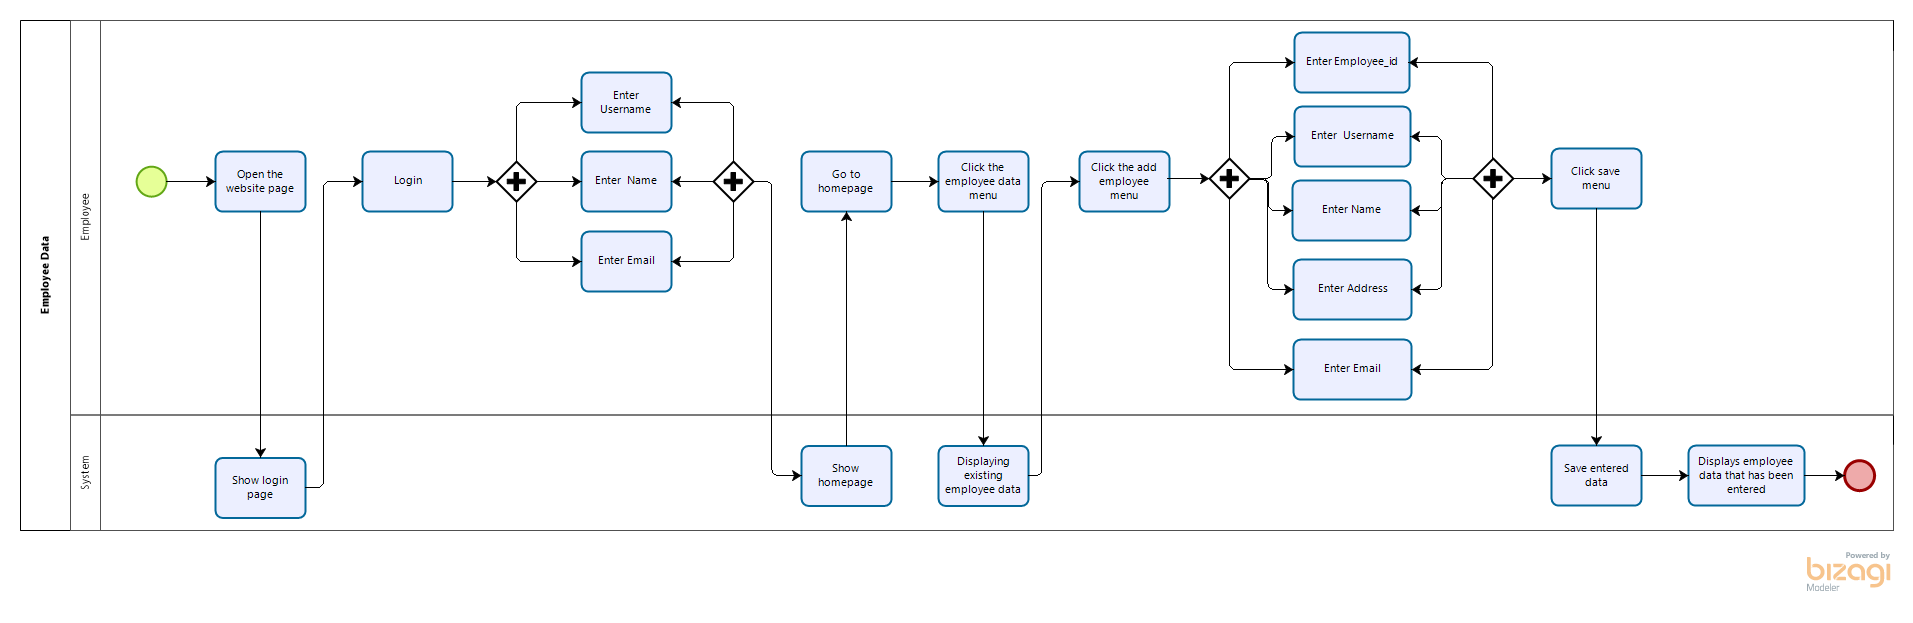 Employee Data
Employee
System
Open the
website page
Show login
page
Login
Enter
Username
Enter  Name
Enter Email
Show
homepage
Go to
homepage
Click the
employee data
menu
Displaying
existing
employee data
Click the add
employee
menu
Enter Employee_id
Enter  Username
Enter Name
Enter Address
Enter Email
Click save
menu
Save entered
data
Displays employee
data that has been
entered
Powered by
bizagi
Modeler